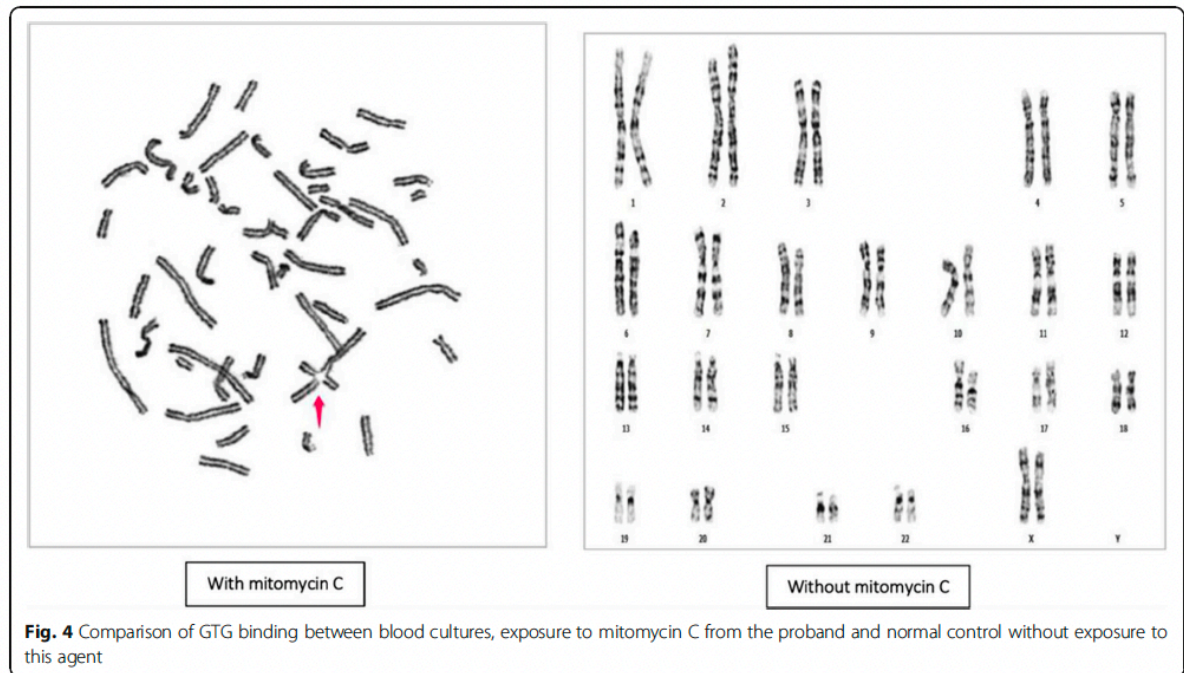 1 2 3 4 5
6 7 8 9 10 11 12
13 14 15 16 17 18
19 20 21 22 X Y
With mitomycin C
Without mitomycin C
Fig. 4 Comparison of GTG binding between blood cultures, exposure to mitomycin C from the proband and normal control without exposure to
this agent